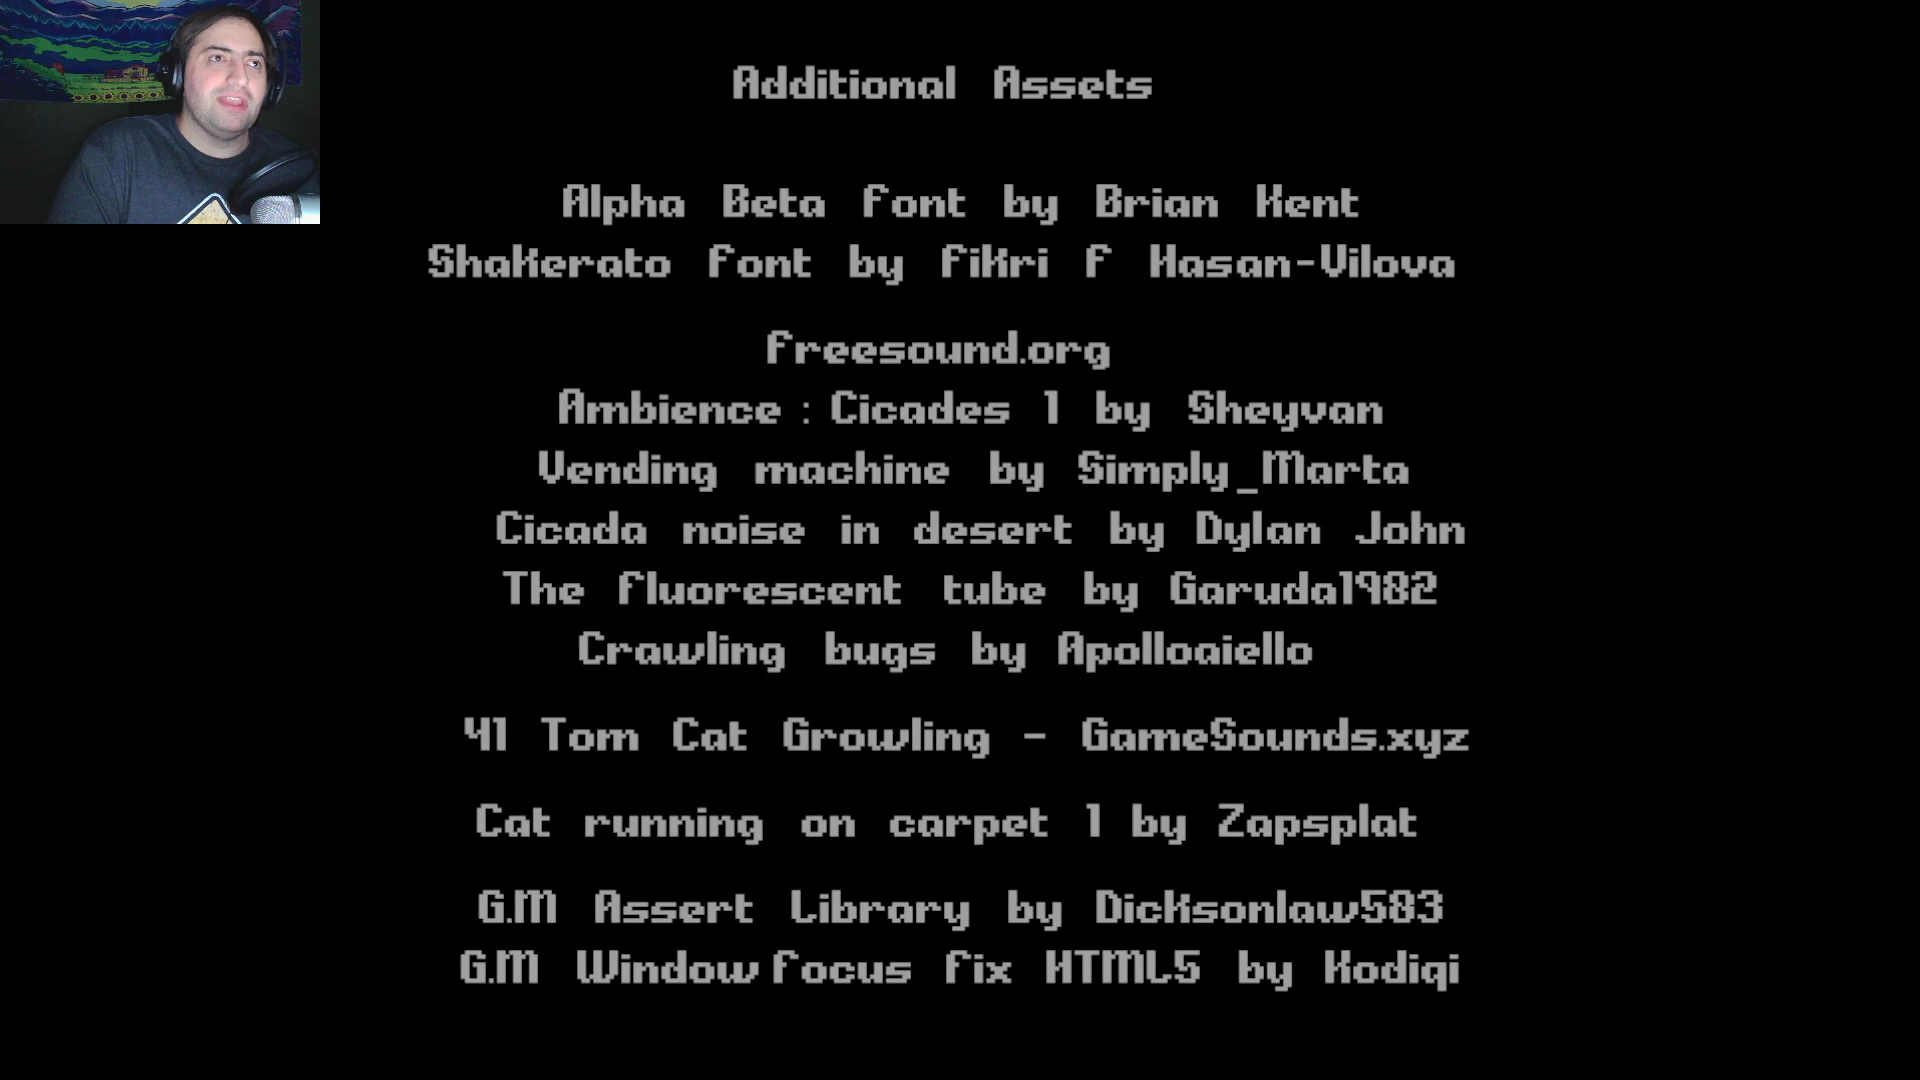 Additional Assets
Alpha Beta font by Brian Kent
Shakerato font by fikri f Hasan-Vilova
freesound.org
Ambience : Cicades 1 by Sheyvan
Vending machine by Simply_Marta
Cicada noise in desert by Dylan John
The fluorescent tube by Garuda1982
Crawling bugs by Apolloaiello
41 Tom Cat Growling - GameSounds.xyz
Cat running on carpet 1 by Zapsplat
G.M Assert Library by Dicksonlaw583
G.M Window focus fix HTML5 by Kodiqi